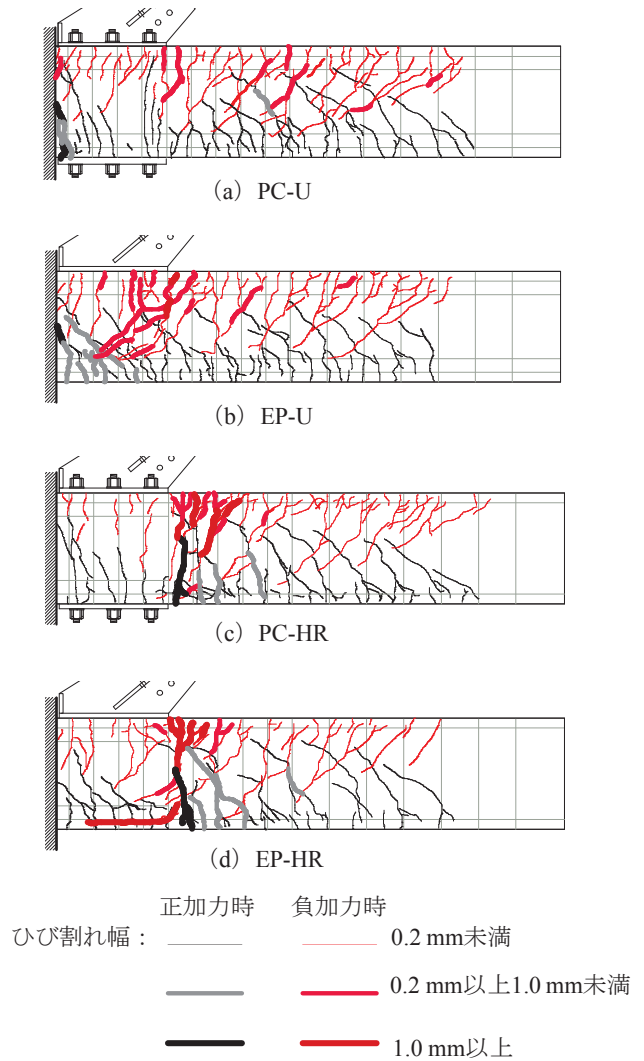 (a) PC-U
(b) EP-U
(c) PC-HR
(d) EP-HR
正加力時 負加力時
ひび割れ幅： 0.2 mm未満
0.2 mm以上1.0 mm未満
1.0 mm以上